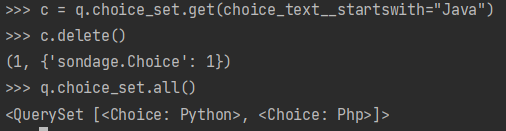 >>> c = q.choice_set.get(choice_text__startswith="Java")
>>> c.delete()
(1, {'sondage.Choice': 1})
>>> q.choice_set.all()
<QuerySet [<Choice: Python>, <Choice: Php>]>